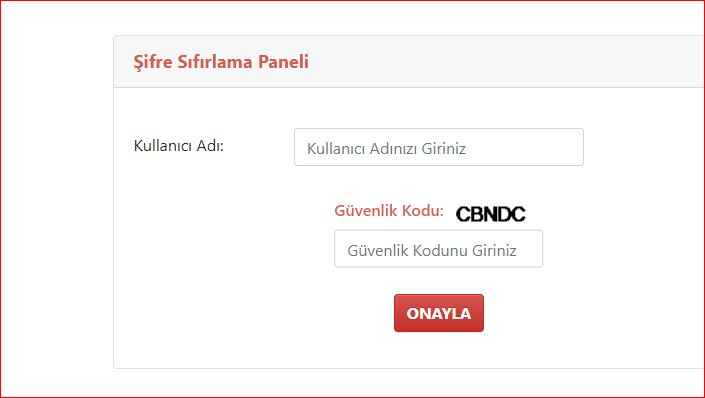 Şifre Sıfırlama Paneli
Kullanıcı Adı: Kullanıcı Adınızı Giriniz
Güvenlik Kodu: CBNDC
Güvenlik Kodunu Giriniz
ONAYLA